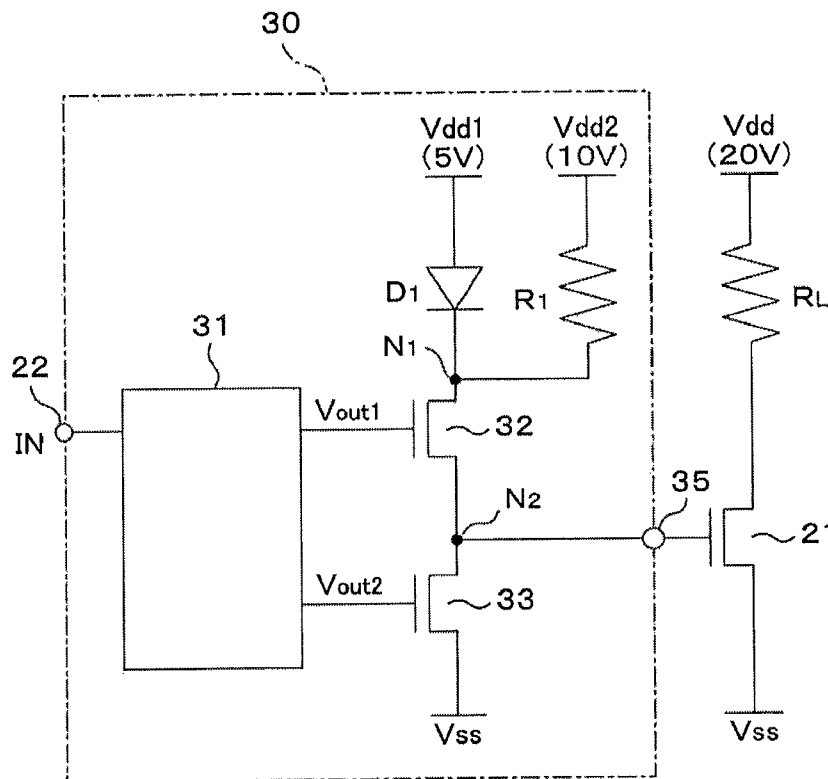 30
Vdd1
(5V)
Vdd2
(10V)
Vdd
(20V)
D1
R1
RL
31
N1
22
IN
Vout1
32
N2
35
21
Vout2
33
Vss
Vss